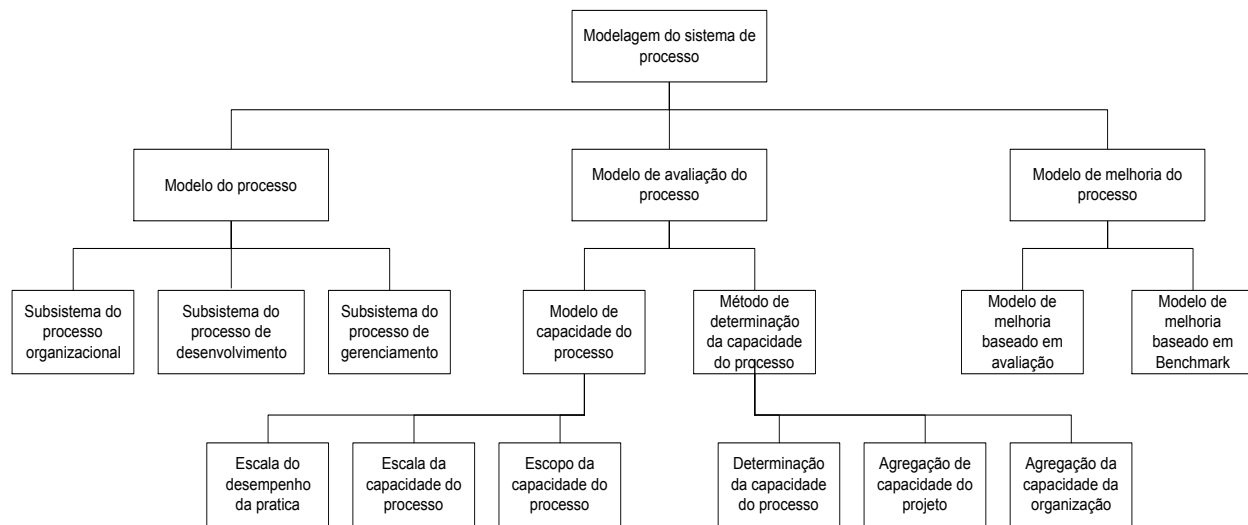 Modelagem do sistema de
processo
Modelo do processo
Modelo de avaliação do
processo
Modelo de melhoria do
processo
Subsistema do
processo
organizacional
Subsistema do
processo de
desenvolvimento
Subsistema do
processo de
gerenciamento
Modelo de
capacidade do
processo
Método de
determinação
da capacidade
do processo
Modelo de
melhoria
baseado em
avaliação
Modelo de
melhoria
baseado em
Benchmark
Escala do
desempenho
da pratica
Escala da
capacidade do
processo
Escopo da
capacidade do
processo
Determinação
da capacidade
do processo
Agregação de
capacidade do
projeto
Agregação da
capacidade da
organização